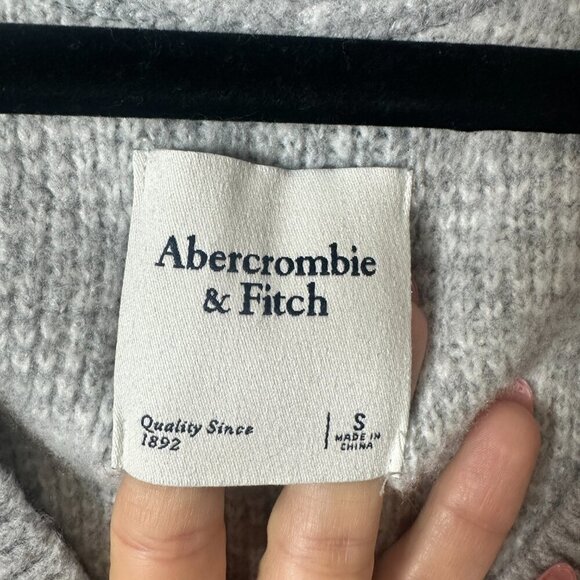 Abercrombie
& Fitch
Quality Since
1892
S
MADE IN
CHINA